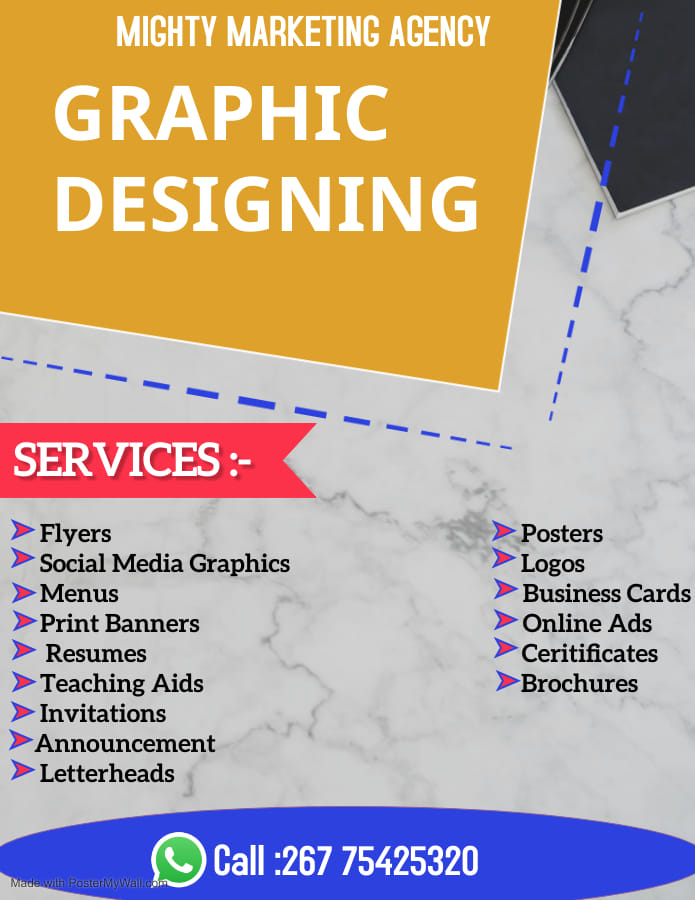 MIGHTY MARKETING AGENCY
GRAPHIC
DESIGNING
SERVICES :-
Flyers
Social Media Graphics
Menus
Print Banners
Resumes
Teaching Aids
Invitations
Announcement
Letterheads
Posters
Logos
Business Cards
Online Ads
Ceritificates
Brochures
Call :267 75425320
Made with PosterMyWall.com